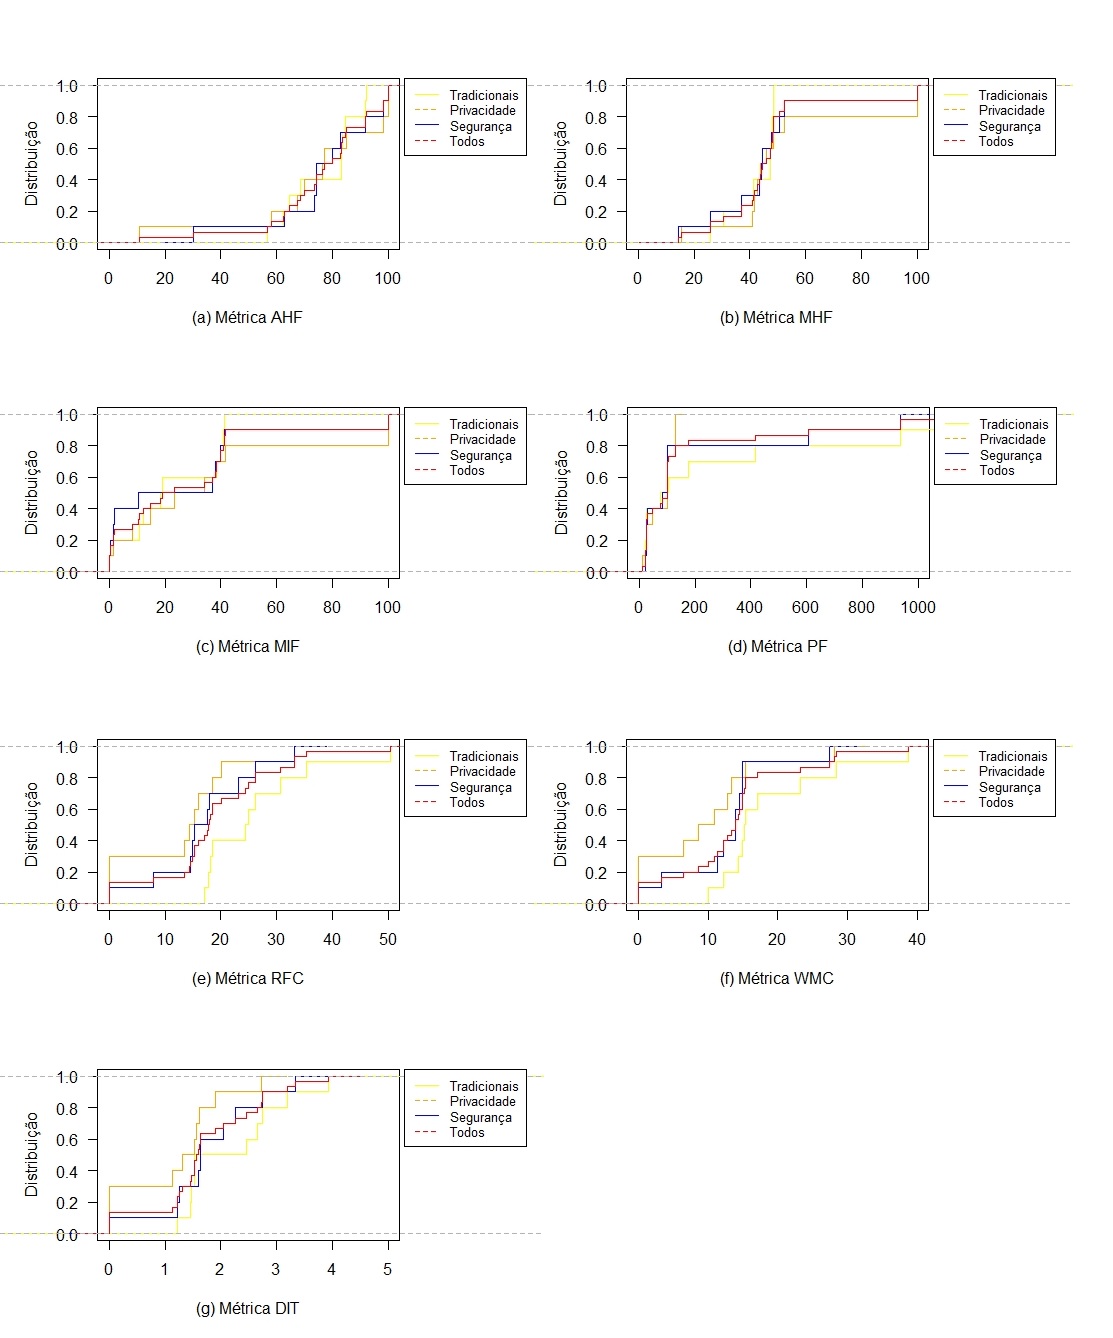 Distribuição
1.0
0.8
0.6
0.4
0.2
0.0
0 20 40 60 80 100
Tradicionais
Privacidade
Segurança
Todos
(a) Métrica AHF
Distribuição
1.0
0.8
0.6
0.4
0.2
0.0
0 20 40 60 80 100
Tradicionais
Privacidade
Segurança
Todos
(b) Métrica MHF
Distribuição
1.0
0.8
0.6
0.4
0.2
0.0
0 20 40 60 80 100
Tradicionais
Privacidade
Segurança
Todos
(c) Métrica MIF
Distribuição
1.0
0.8
0.6
0.4
0.2
0.0
0 200 400 600 800 1000
Tradicionais
Privacidade
Segurança
Todos
(d) Métrica PF
Distribuição
1.0
0.8
0.6
0.4
0.2
0.0
0 10 20 30 40 50
Tradicionais
Privacidade
Segurança
Todos
(e) Métrica RFC
Distribuição
1.0
0.8
0.6
0.4
0.2
0.0
0 10 20 30 40
Tradicionais
Privacidade
Segurança
Todos
(f) Métrica WMC
Distribuição
1.0
0.8
0.6
0.4
0.2
0.0
0 1 2 3 4 5
Tradicionais
Privacidade
Segurança
Todos
(g) Métrica DIT